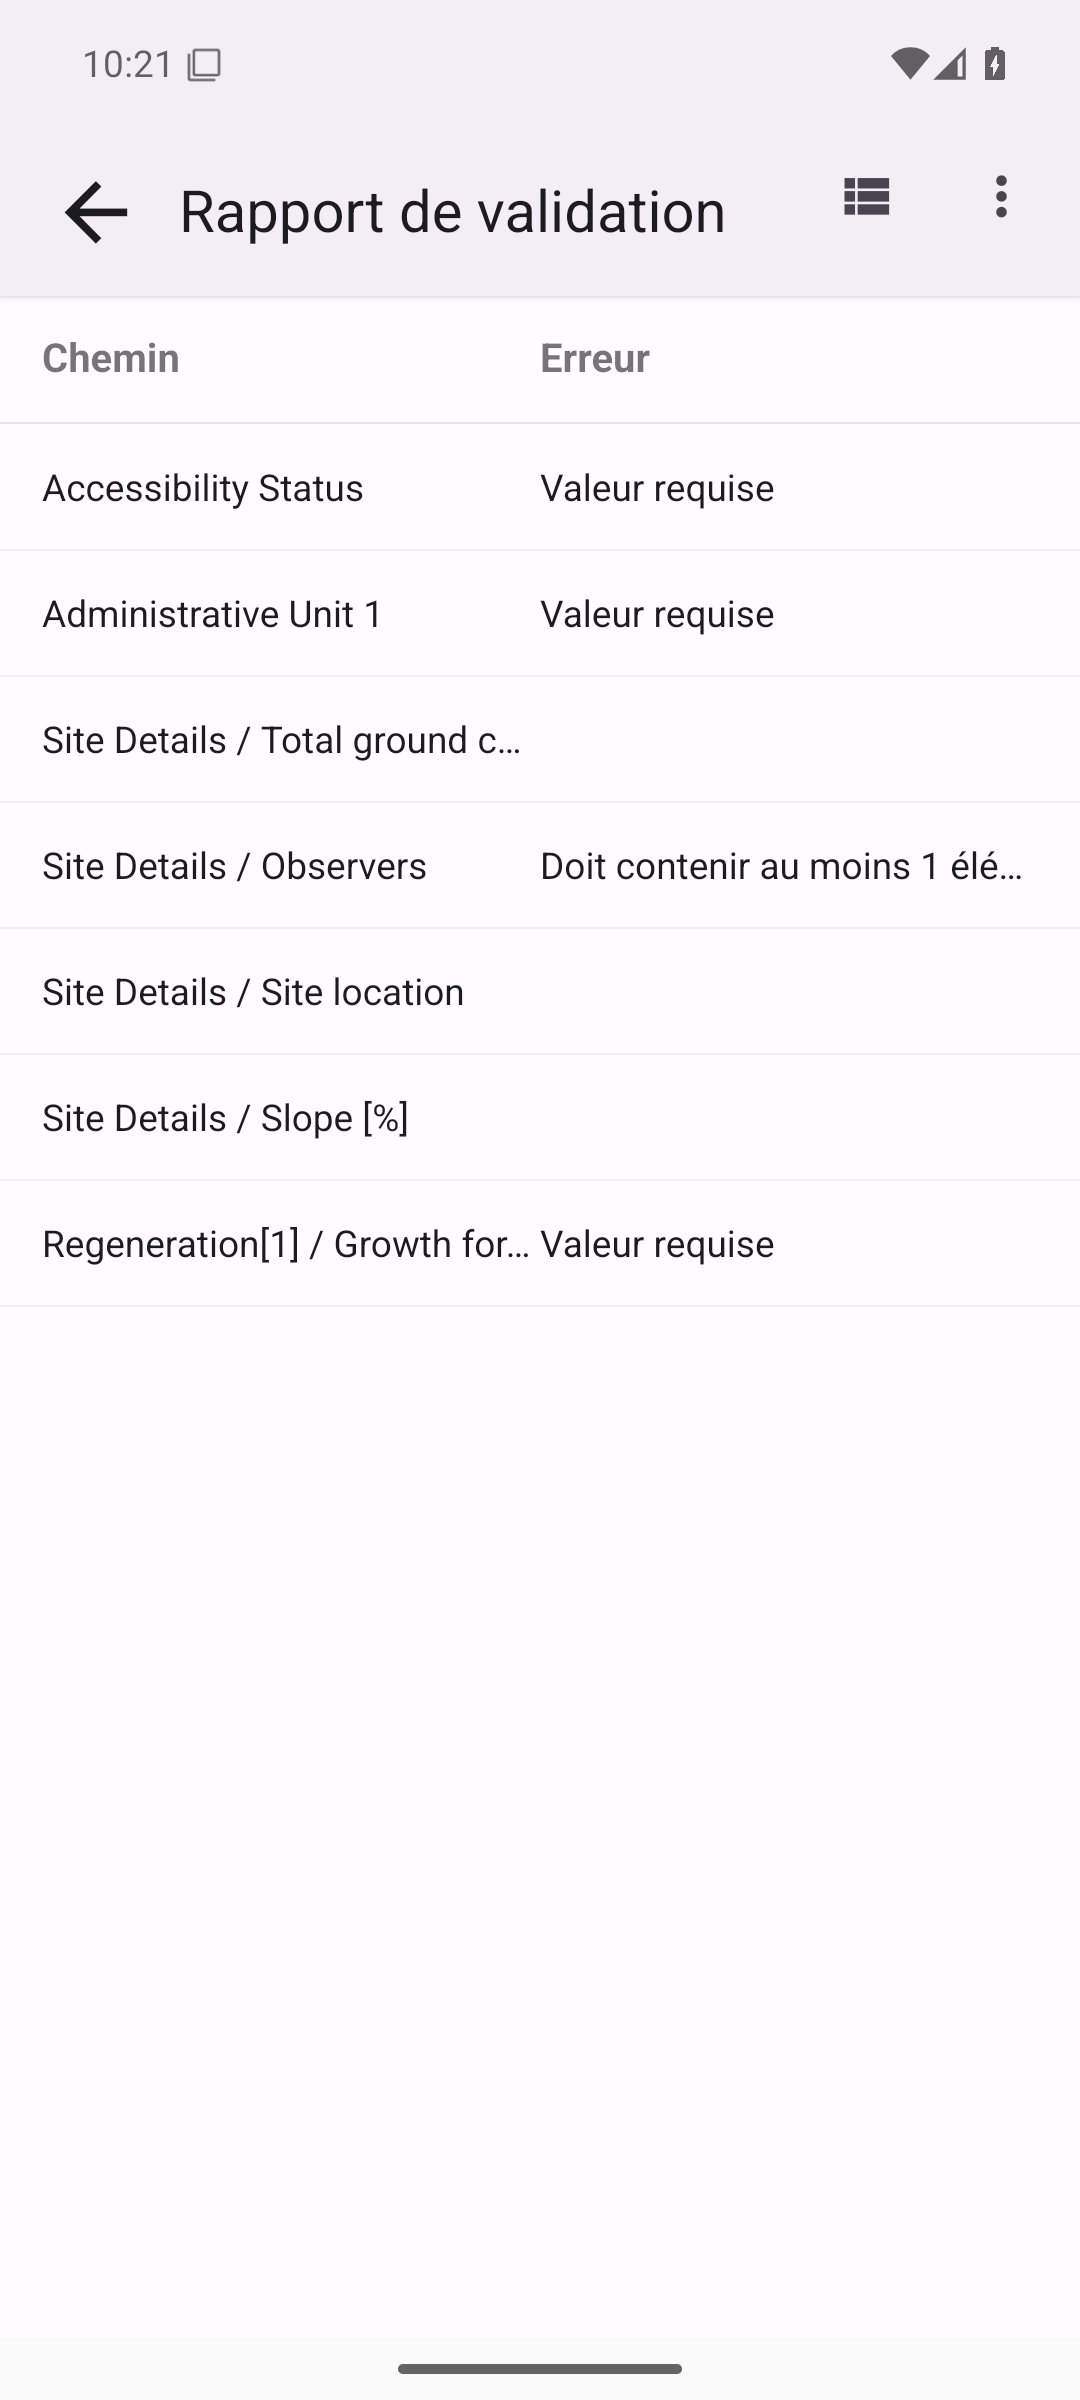 10:21
Rapport de validation
Chemin Erreur
Accessibility Status Valeur requise
Administrative Unit 1 Valeur requise
Site Details / Total ground c...
Site Details / Observers Doit contenir au moins 1 élé...
Site Details / Site location
Site Details / Slope [%]
Regeneration[1] / Growth for... Valeur requise